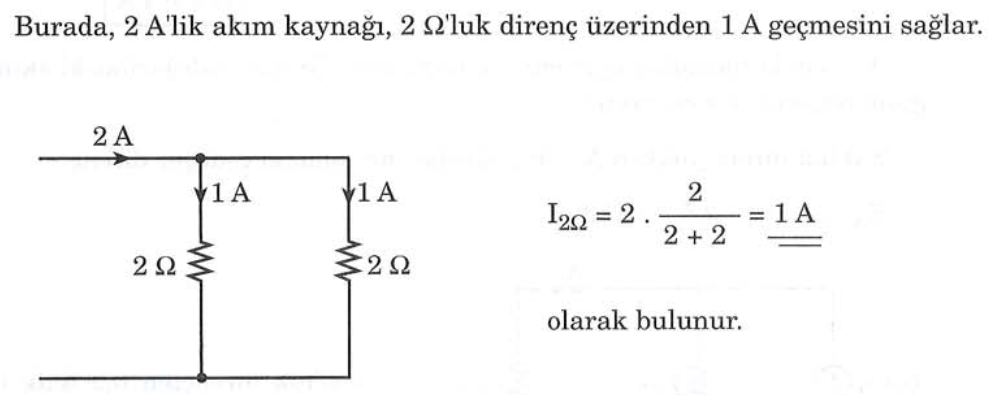 Burada, 2 A'lik akım kaynağı, 2 Ω'luk direnç üzerinden 1 A geçmesini sağlar.
2 A
1 A
1 A
2 Ω
2 Ω
I2Ω = 2 . 2 / (2 + 2) = 1 A
olarak bulunur.